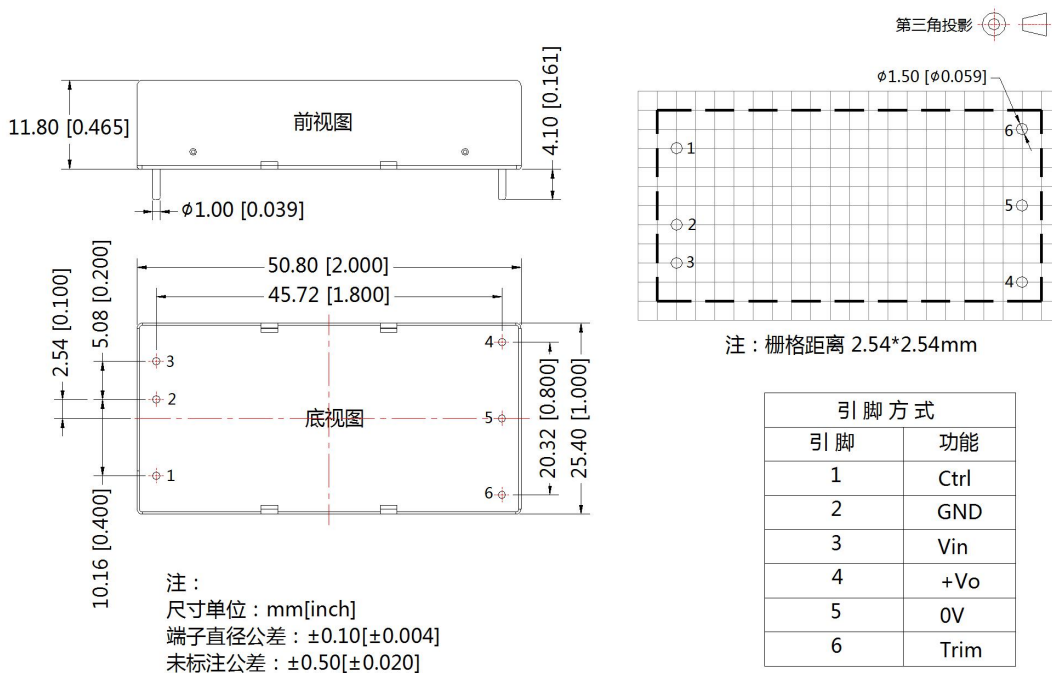 第三角投影
ϕ1.50 [ϕ0.059]
11.80 [0.465]
前视图
4.10 [0.161]
ϕ1.00 [0.039]
6
1
5
2
3
4
注：栅格距离 2.54*2.54mm
50.80 [2.000]
45.72 [1.800]
2.54 [0.100]
5.08 [0.200]
10.16 [0.400]
3
2
1
底视图
4
5
6
20.32 [0.800]
25.40 [1.000]
引 脚 方 式
引 脚 功能
1 Ctrl
2 GND
3 Vin
4 +Vo
5 0V
6 Trim
注：
尺寸单位：mm[inch]
端子直径公差：±0.10[±0.004]
未标注公差：±0.50[±0.020]